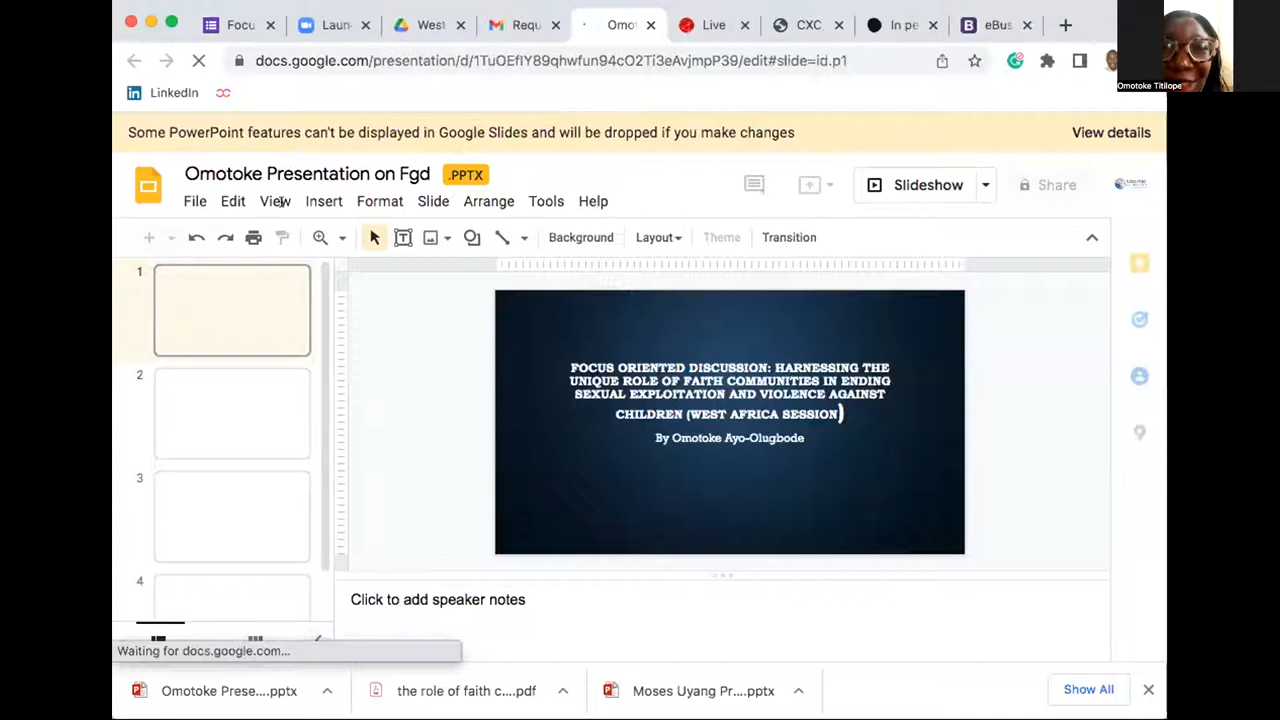 Focu
Laun
West
Requ
Omot
Live
CXC
In pe
eBus
docs.google.com/presentation/d/1TuOEfIY89qhwfun94cO2Ti3eAvjmpP39/edit#slide=id.p1
LinkedIn
Omotoke Titilope
Some PowerPoint features can't be displayed in Google Slides and will be dropped if you make changes
View details
Omotoke Presentation on Fgd .PPTX
Slideshow
Share
File Edit View Insert Format Slide Arrange Tools Help
Background Layout Theme Transition
1
2
3
4
FOCUS ORIENTED DISCUSSION: HARNESSING THE
UNIQUE ROLE OF FAITH COMMUNITIES IN ENDING
SEXUAL EXPLOITATION AND VIOLENCE AGAINST
CHILDREN (WEST AFRICA SESSION)
By Omotoke Ayo-Olugbode
Click to add speaker notes
Waiting for docs.google.com...
Omotoke Prese....pptx
the role of faith c....pdf
Moses Uyang Pr....pptx
Show All